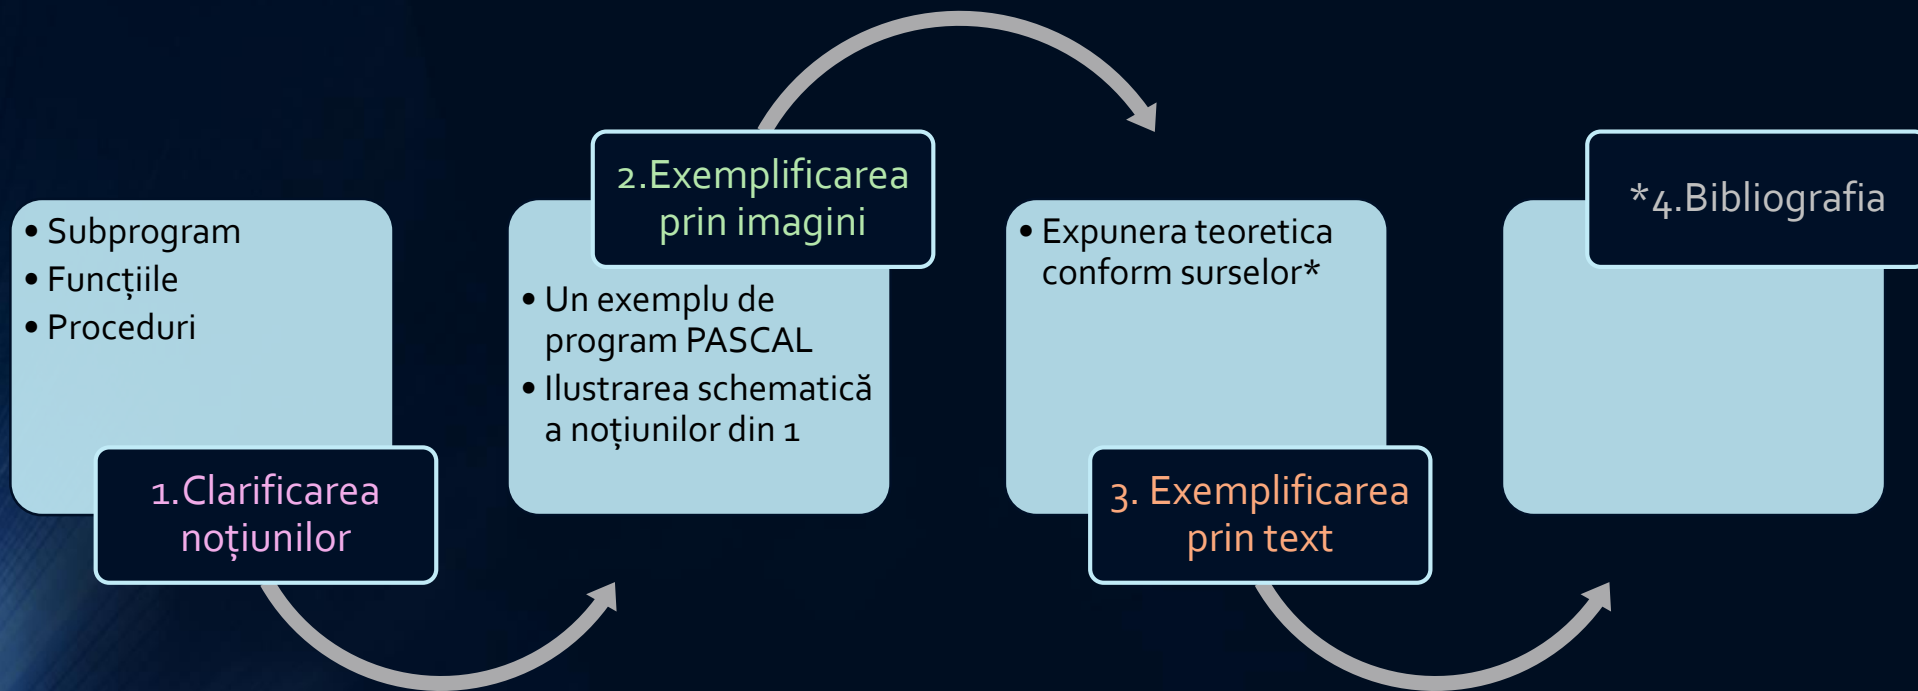 • Subprogram
• Funcțiile
• Proceduri
1.Clarificarea
noțiunilor
2.Exemplificarea
prin imagini
• Un exemplu de
program PASCAL
• Ilustrarea schematică
a noțiunilor din 1
• Expunera teoretica
conform surselor*
3. Exemplificarea
prin text
*4.Bibliografia